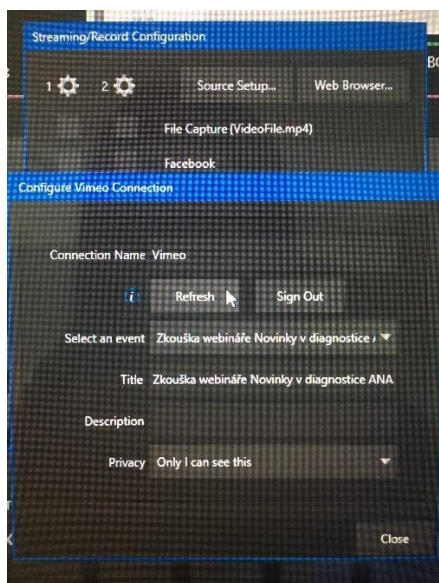 Streaming/Record Configuration
1 2 Source Setup... Web Browser...
File Capture (VideoFile.mp4)
Facebook
Configure Vimeo Connection
Connection Name Vimeo
i Refresh Sign Out
Select an event Zkouška webináře Novinky v diagnostice /
Title Zkouška webináře Novinky v diagnostice ANA
Description
Privacy Only I can see this
Close